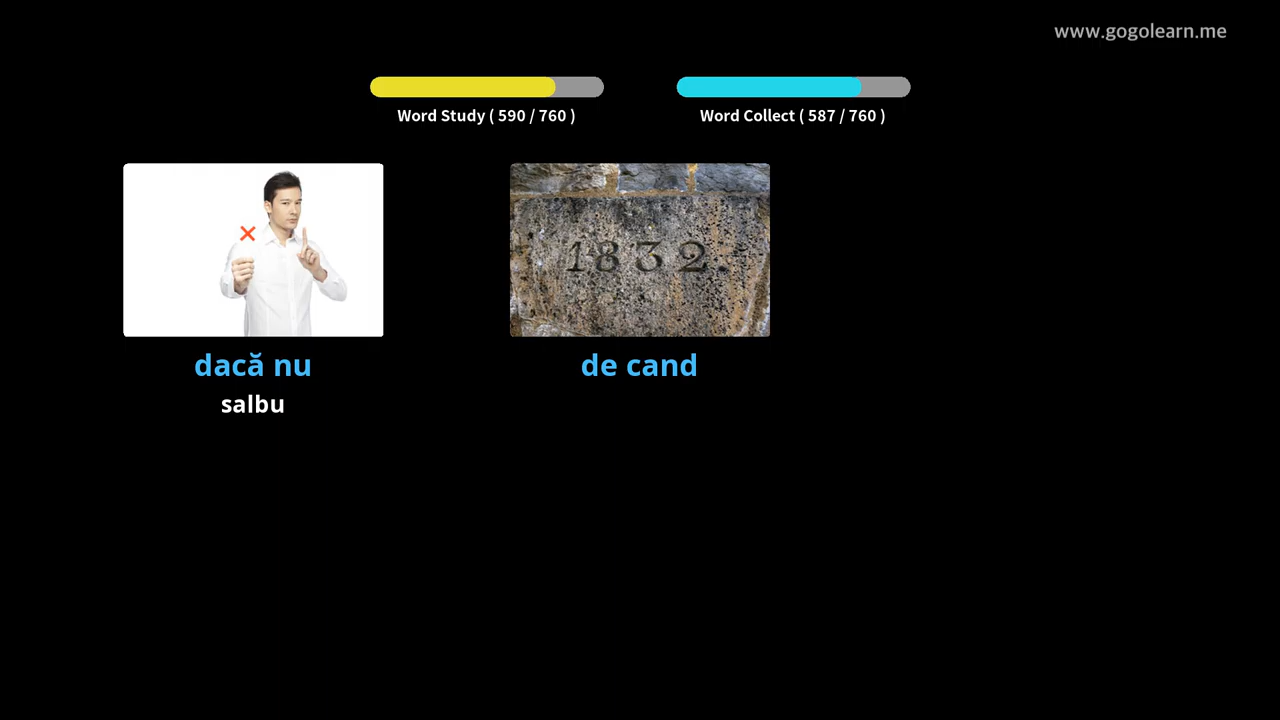 www.gogolearn.me
Word Study ( 590 / 760 )
Word Collect ( 587 / 760 )
1832.
dacă nu
de cand
salbu